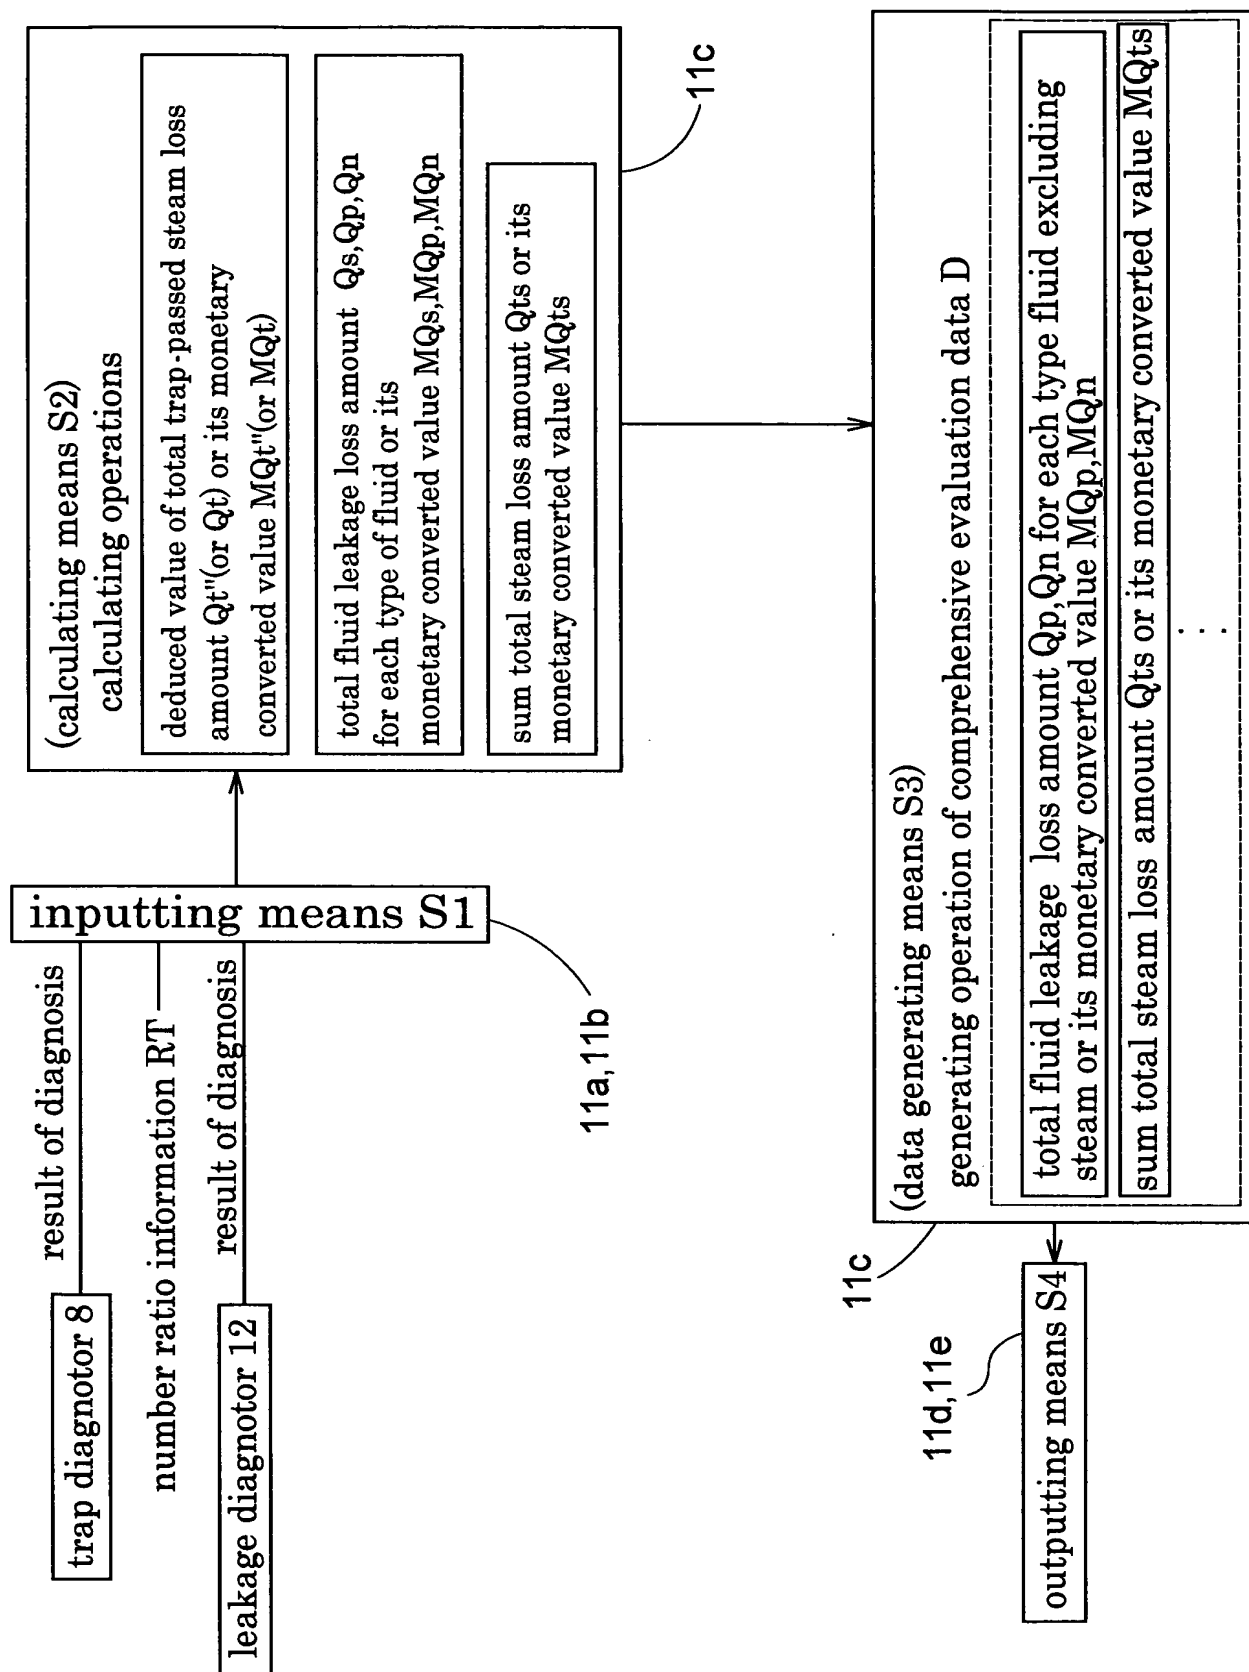 trap diagnotor 8
result of diagnosis
number ratio information RT
leakage diagnotor 12
result of diagnosis
inputting means S1
11a,11b
(calculating means S2)
calculating operations
deduced value of total trap-passed steam loss
amount Qt"(or Qt) or its monetary
converted value MQt"(or MQt)
total fluid leakage loss amount Qs,Qp,Qn
for each type of fluid or its
monetary converted value MQs,MQp,MQn
sum total steam loss amount Qts or its
monetary converted value MQts
11c
(data generating means S3)
generating operation of comprehensive evaluation data D
total fluid leakage loss amount Qp,Qn for each type fluid excluding
steam or its monetary converted value MQp,MQn
sum total steam loss amount Qts or its monetary converted value MQts
...
11c
outputting means S4
11d,11e